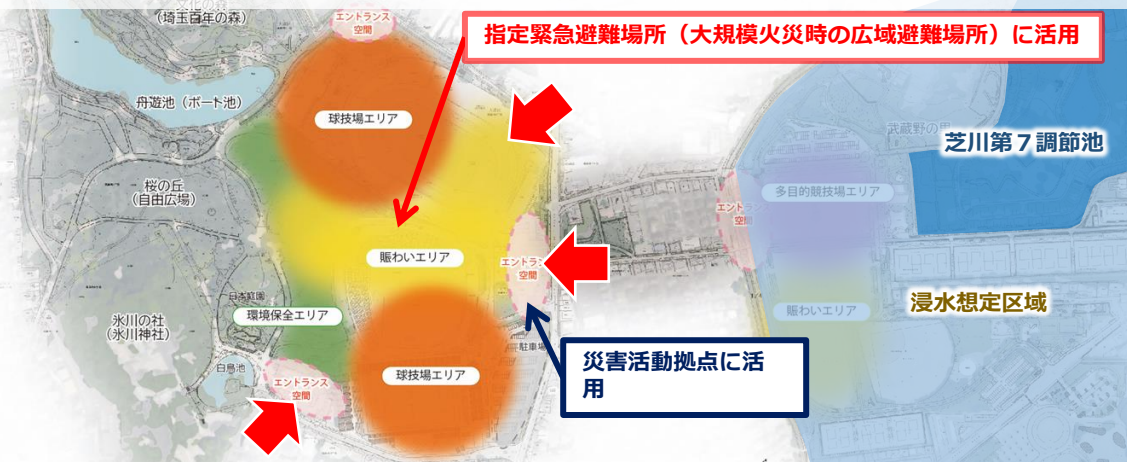 (埼玉百年の森)
エントランス
空間
指定緊急避難場所(大規模火災時の広域避難場所)に活用
舟遊池(ボート池)
球技場エリア
武蔵野の
芝川第7調節池
桜の丘
(自由広場)
多目的競技場エリア
エントラン
空間
賑わいエリア
エントランス
空間
日本庭園
環境保全エリア
賑わいエリア
浸水想定区域
氷川の杜
(氷川神社)
駐車場
災害活動拠点に活
用
白鳥池
エントランス
空間
球技場エリア